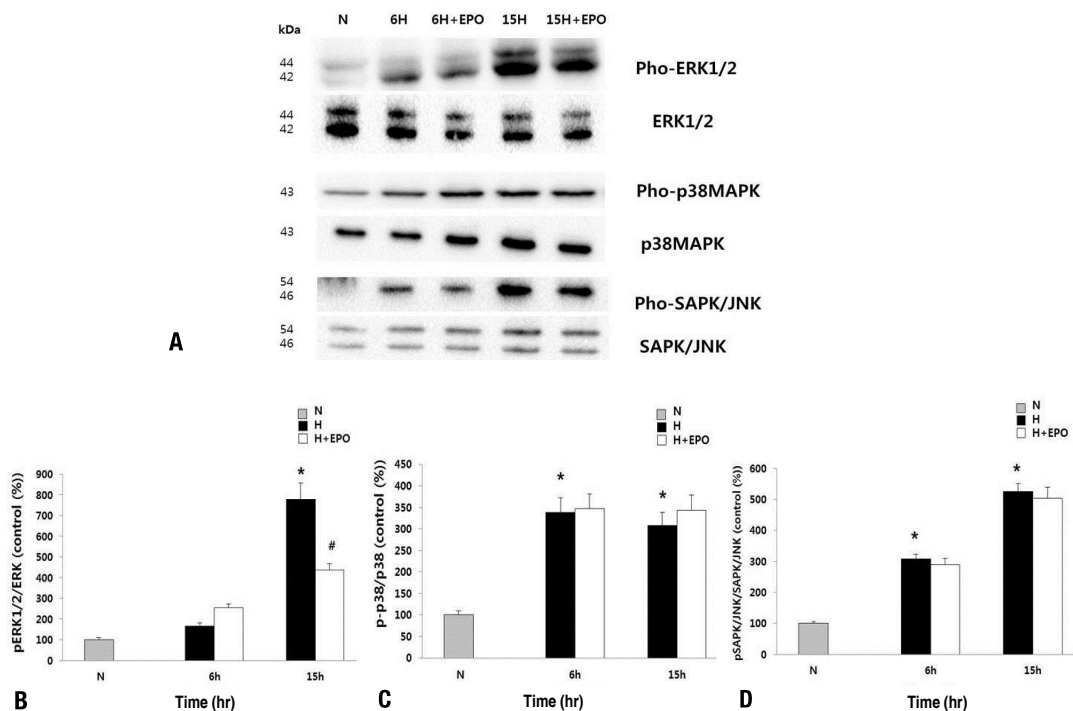 N 6H 6H+EPO 15H 15H+EPO
kDa
44
42
Pho-ERK1/2
44
42
ERK1/2
43
Pho-p38MAPK
43
p38MAPK
54
46
Pho-SAPK/JNK
54
46
SAPK/JNK
A
N
H
H+EPO
pERK1/2/ERK (control (%))
900
800
700
600
500
400
300
200
100
0
*
#
N 6h 15h
Time (hr)
B
N
H
H+EPO
p-p38/p38 (control (%))
450
400
350
300
250
200
150
100
50
0
*
*
N 6h 15h
Time (hr)
C
N
H
H+EPO
pSAPK/JNK/SAPK/JNK (control (%))
600
500
400
300
200
100
0
*
*
N 6h 15h
Time (hr)
D